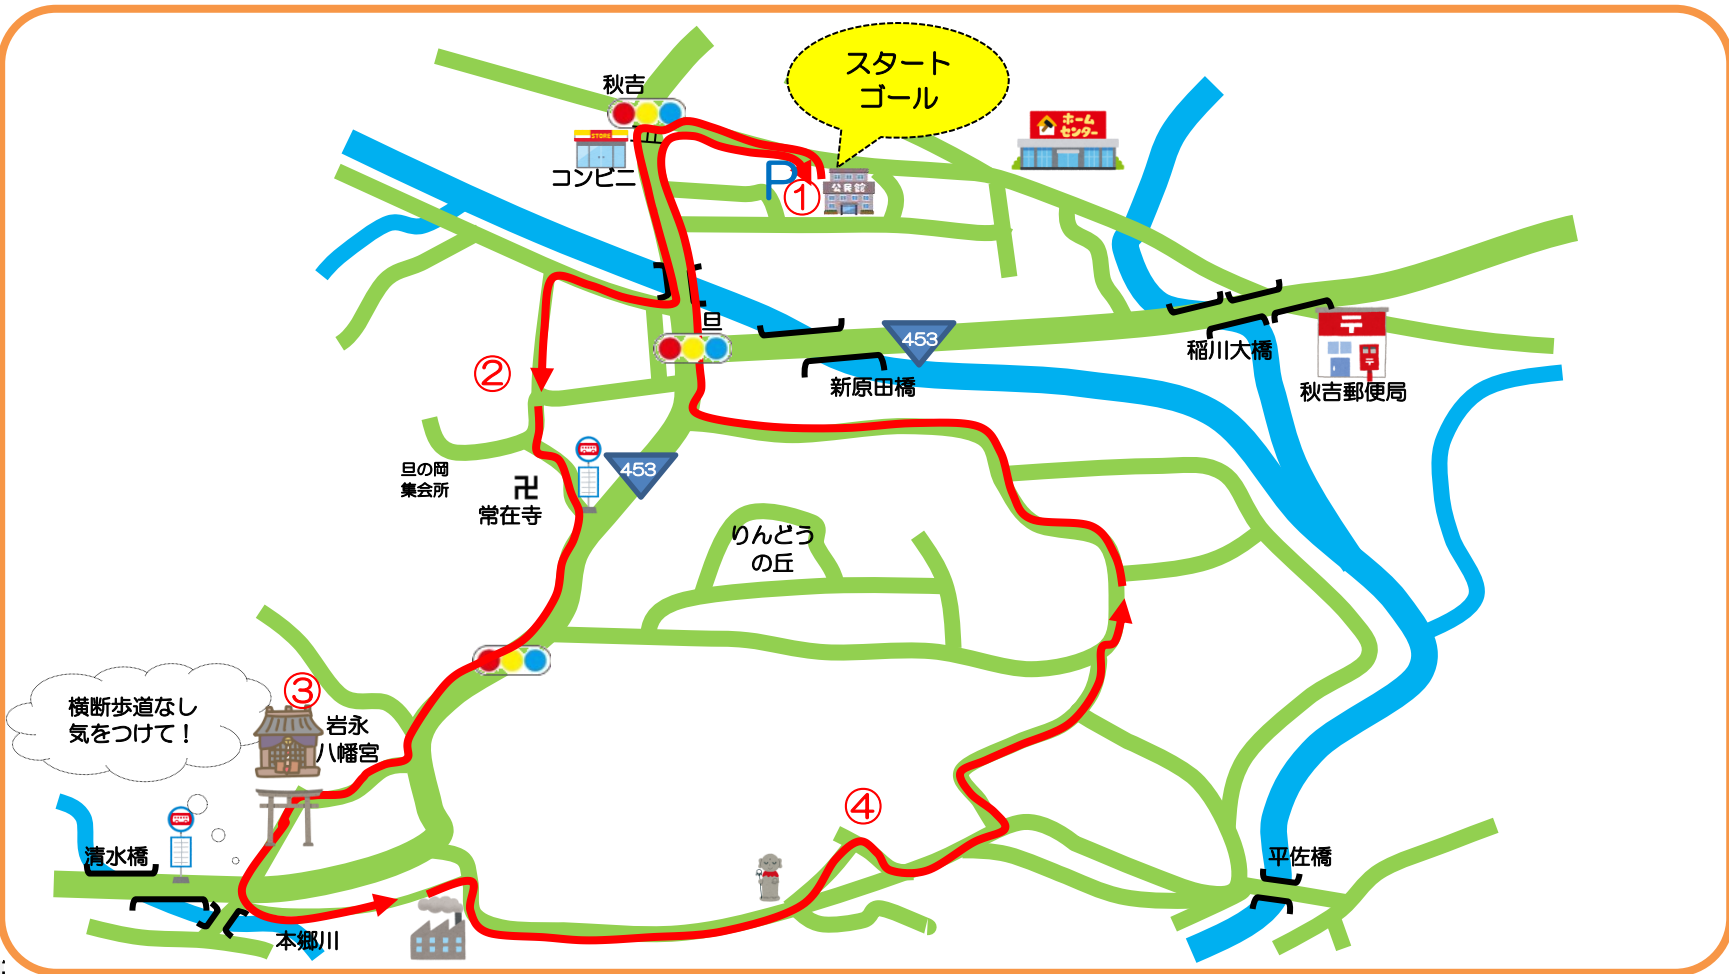 スタート
ゴール
秋吉
STORE
コンビニ
P
①
公民館
ホーム
センター
旦
453
新原田橋
稲川大橋
〒
秋吉郵便局
②
旦の岡
集会所
卍
常在寺
453
りんどう
の丘
横断歩道なし
気をつけて！
③
岩永
八幡宮
④
清水橋
本郷川
平佐橋